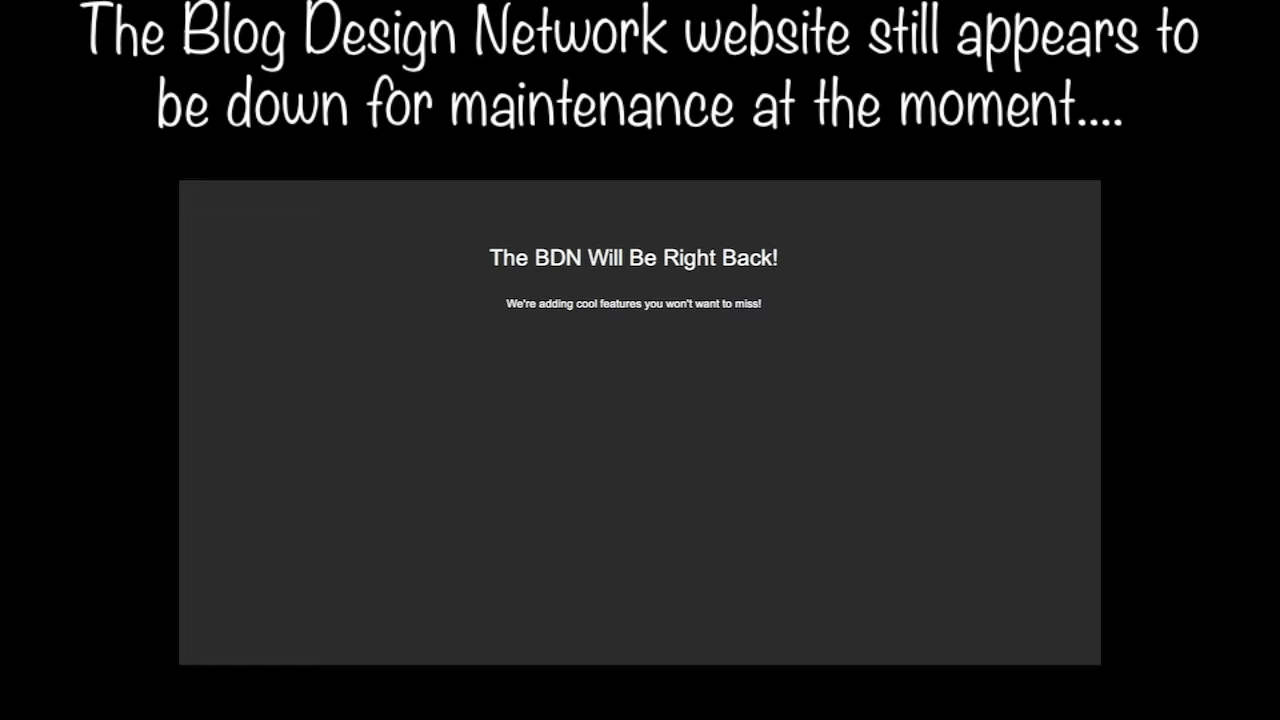 The Blog Design Network website still appears to
be down for maintenance at the moment....
The BDN Will Be Right Back!
We're adding cool features you won't want to miss!